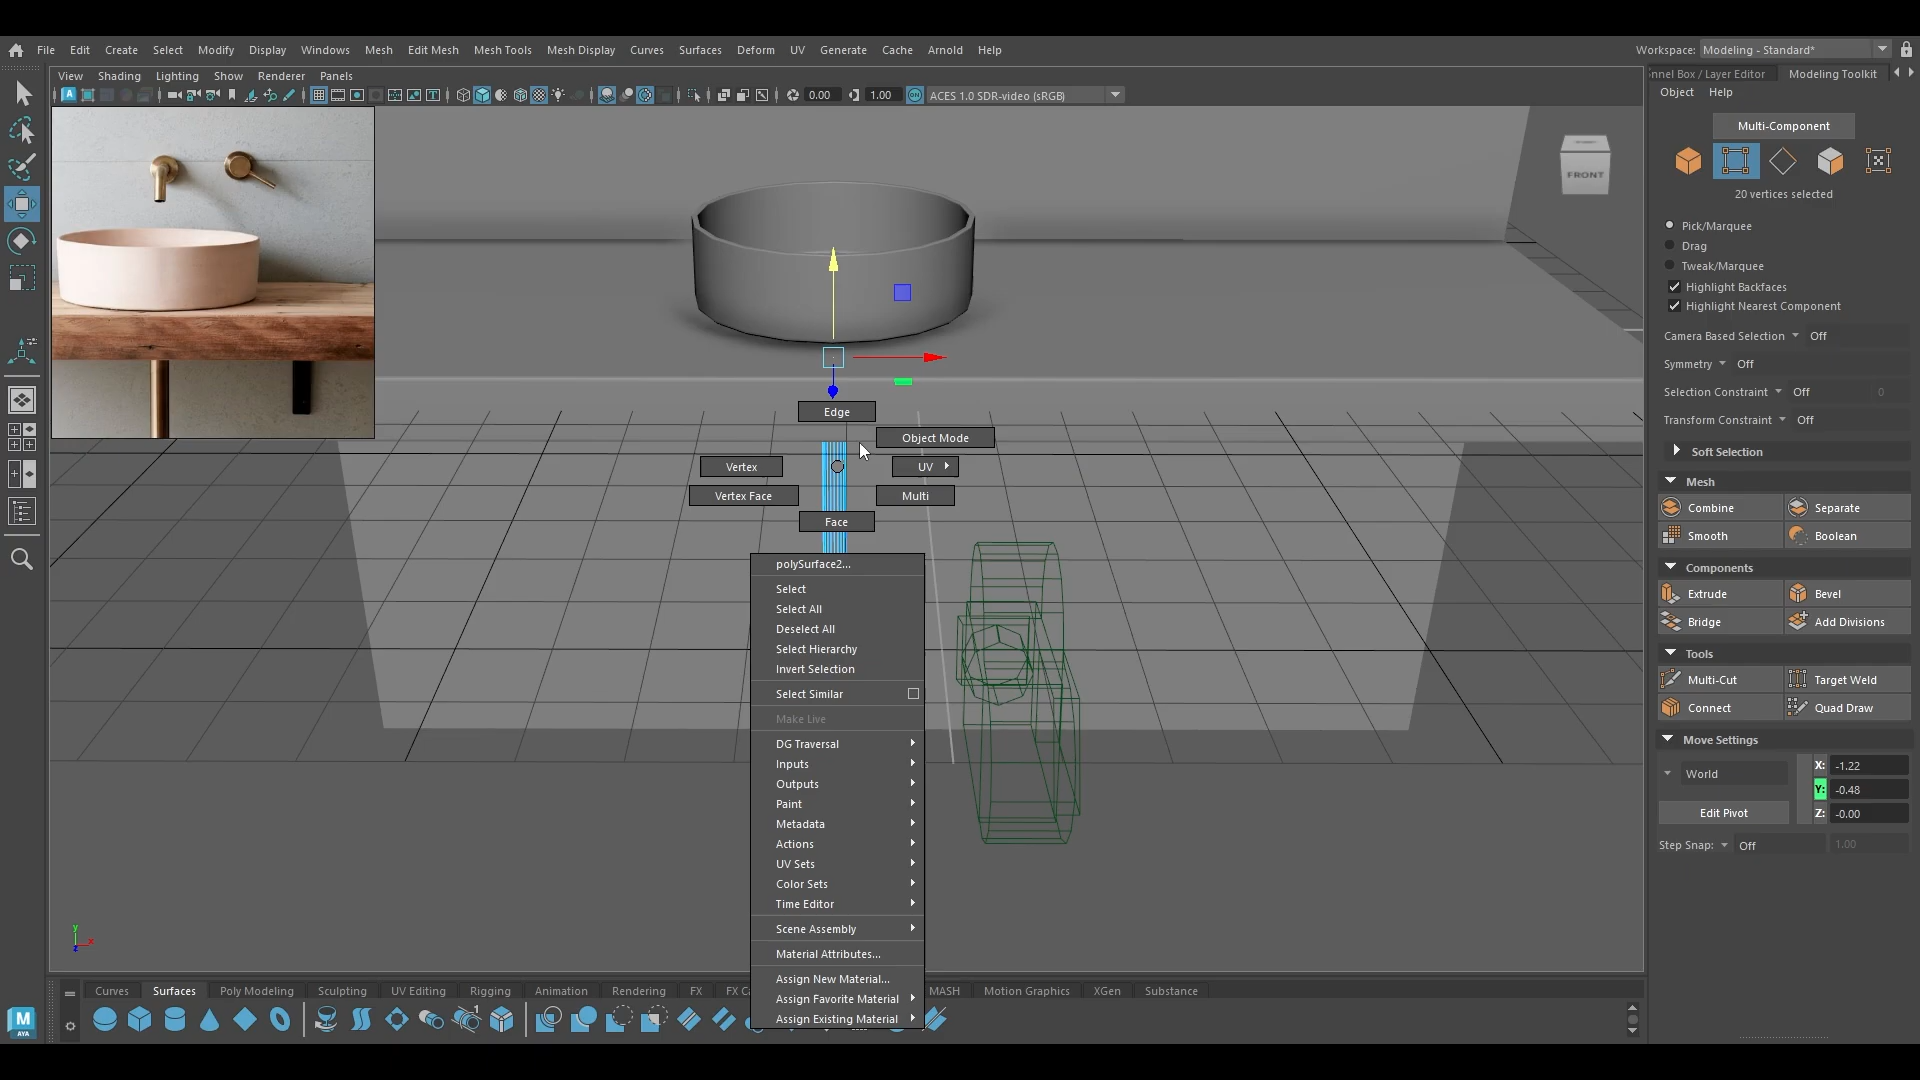 File Edit Create Select Modify Display Windows Mesh Edit Mesh Mesh Tools Mesh Display Curves Surfaces Deform UV Generate Cache Arnold Help
Workspace: Modeling - Standard*
View Shading Lighting Show Renderer Panels
0.00 1.00 ON ACES 1.0 SDR-video (sRGB)
nnel Box / Layer Editor Modeling Toolkit
Object Help
Multi-Component
20 vertices selected
Pick/Marquee
Drag
Tweak/Marquee
Highlight Backfaces
Highlight Nearest Component
Camera Based Selection Off
Symmetry Off
Selection Constraint Off 0
Transform Constraint Off
Soft Selection
Mesh
Combine Separate
Smooth Boolean
Components
Extrude Bevel
Bridge Add Divisions
Tools
Multi-Cut Target Weld
Connect Quad Draw
Move Settings
World
X: -1.22
Y: -0.48
Edit Pivot
Z: -0.00
Step Snap: Off 1.00
FRONT
Edge
Object Mode
Vertex UV
Vertex Face Multi
Face
polySurface2...
Select
Select All
Deselect All
Select Hierarchy
Invert Selection
Select Similar
Make Live
DG Traversal
Inputs
Outputs
Paint
Metadata
Actions
UV Sets
Color Sets
Time Editor
Scene Assembly
Material Attributes...
Assign New Material...
Assign Favorite Material
Assign Existing Material
y
x
z
Curves Surfaces Poly Modeling Sculpting UV Editing Rigging Animation Rendering FX FX Ca MASH Motion Graphics XGen Substance
M
AYA